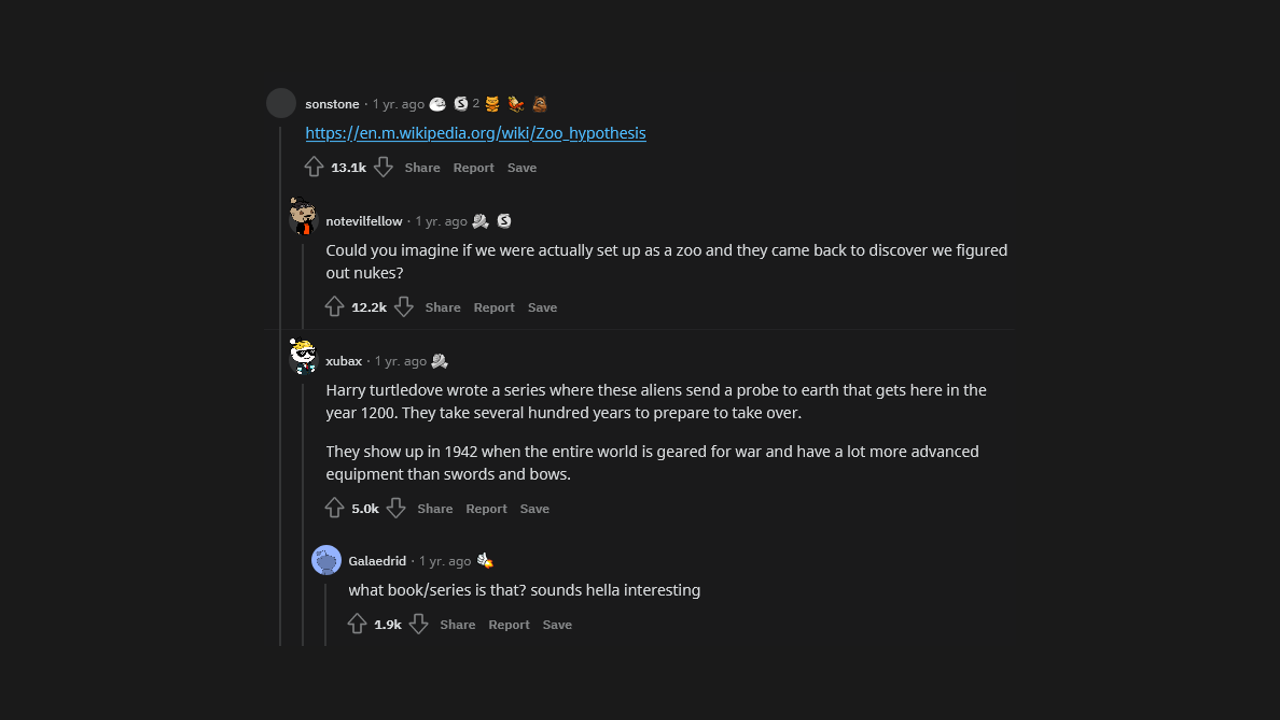 sonstone · 1 yr. ago 2
https://en.m.wikipedia.org/wiki/Zoo_hypothesis
13.1k Share Report Save
notevilfellow · 1 yr. ago
Could you imagine if we were actually set up as a zoo and they came back to discover we figured
out nukes?
12.2k Share Report Save
xubax · 1 yr. ago
Harry turtledove wrote a series where these aliens send a probe to earth that gets here in the
year 1200. They take several hundred years to prepare to take over.
They show up in 1942 when the entire world is geared for war and have a lot more advanced
equipment than swords and bows.
5.0k Share Report Save
Galaedrid · 1 yr. ago
what book/series is that? sounds hella interesting
1.9k Share Report Save